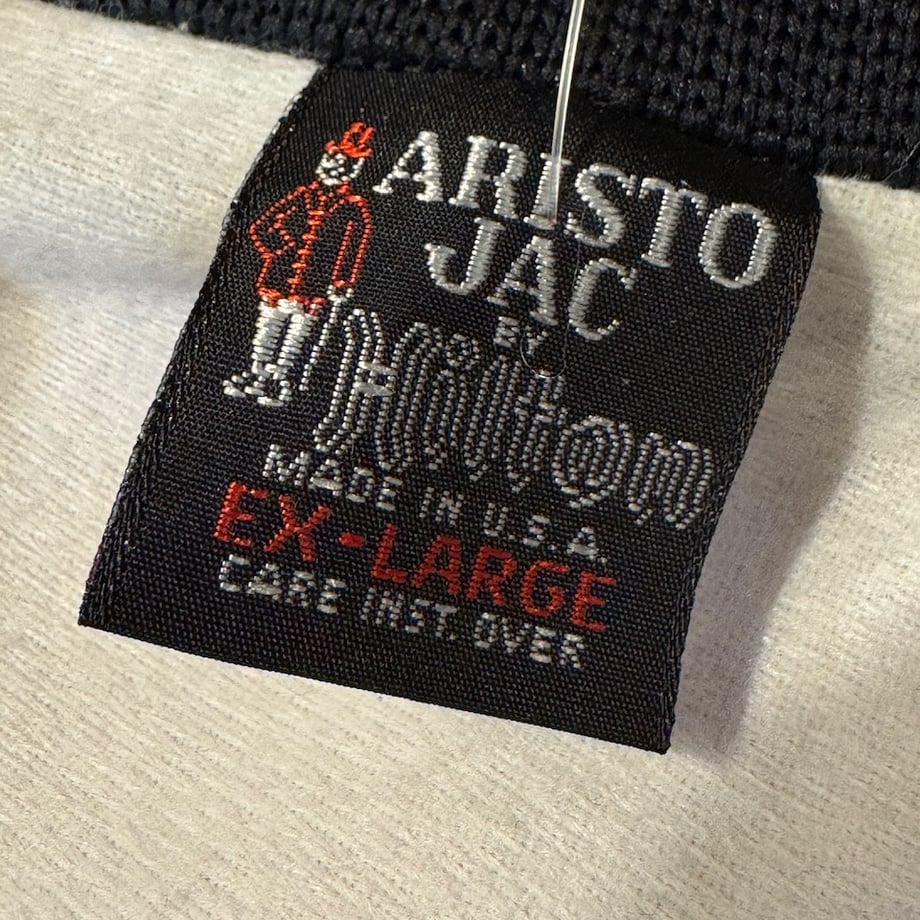 ARISTO
JAC
BY
Hilton
MADE IN U.S.A.
EX-LARGE
CARE INST. OVER